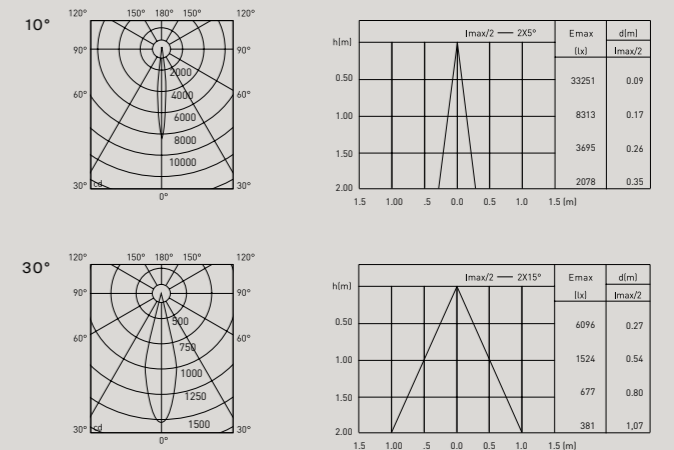 10°
120° 180° 150°
90° 90°
60° 60°
2000
4000
6000
8000
10000
30° cd 30°
0°
Imax/2 — 2X5° Emax d(m)
h(m) (lx) Imax/2
0.50 33251 0.09
1.00 8313 0.17
1.50 3695 0.26
2.00 2078 0.35
1.5 1.00 .5 0.0 0.5 1.0 1.5 (m)
30°
120° 150° 180° 150° 120°
90° 90°
60° 60°
500
750
1000
1250
1500
30° cd 30°
0°
Imax/2 — 2X15° Emax d(m)
h(m) (lx) Imax/2
0.50 6096 0.27
1.00 1524 0.54
1.50 677 0.80
2.00 381 1,07
1.5 1.00 .5 0.0 0.5 1.0 1.5 (m)